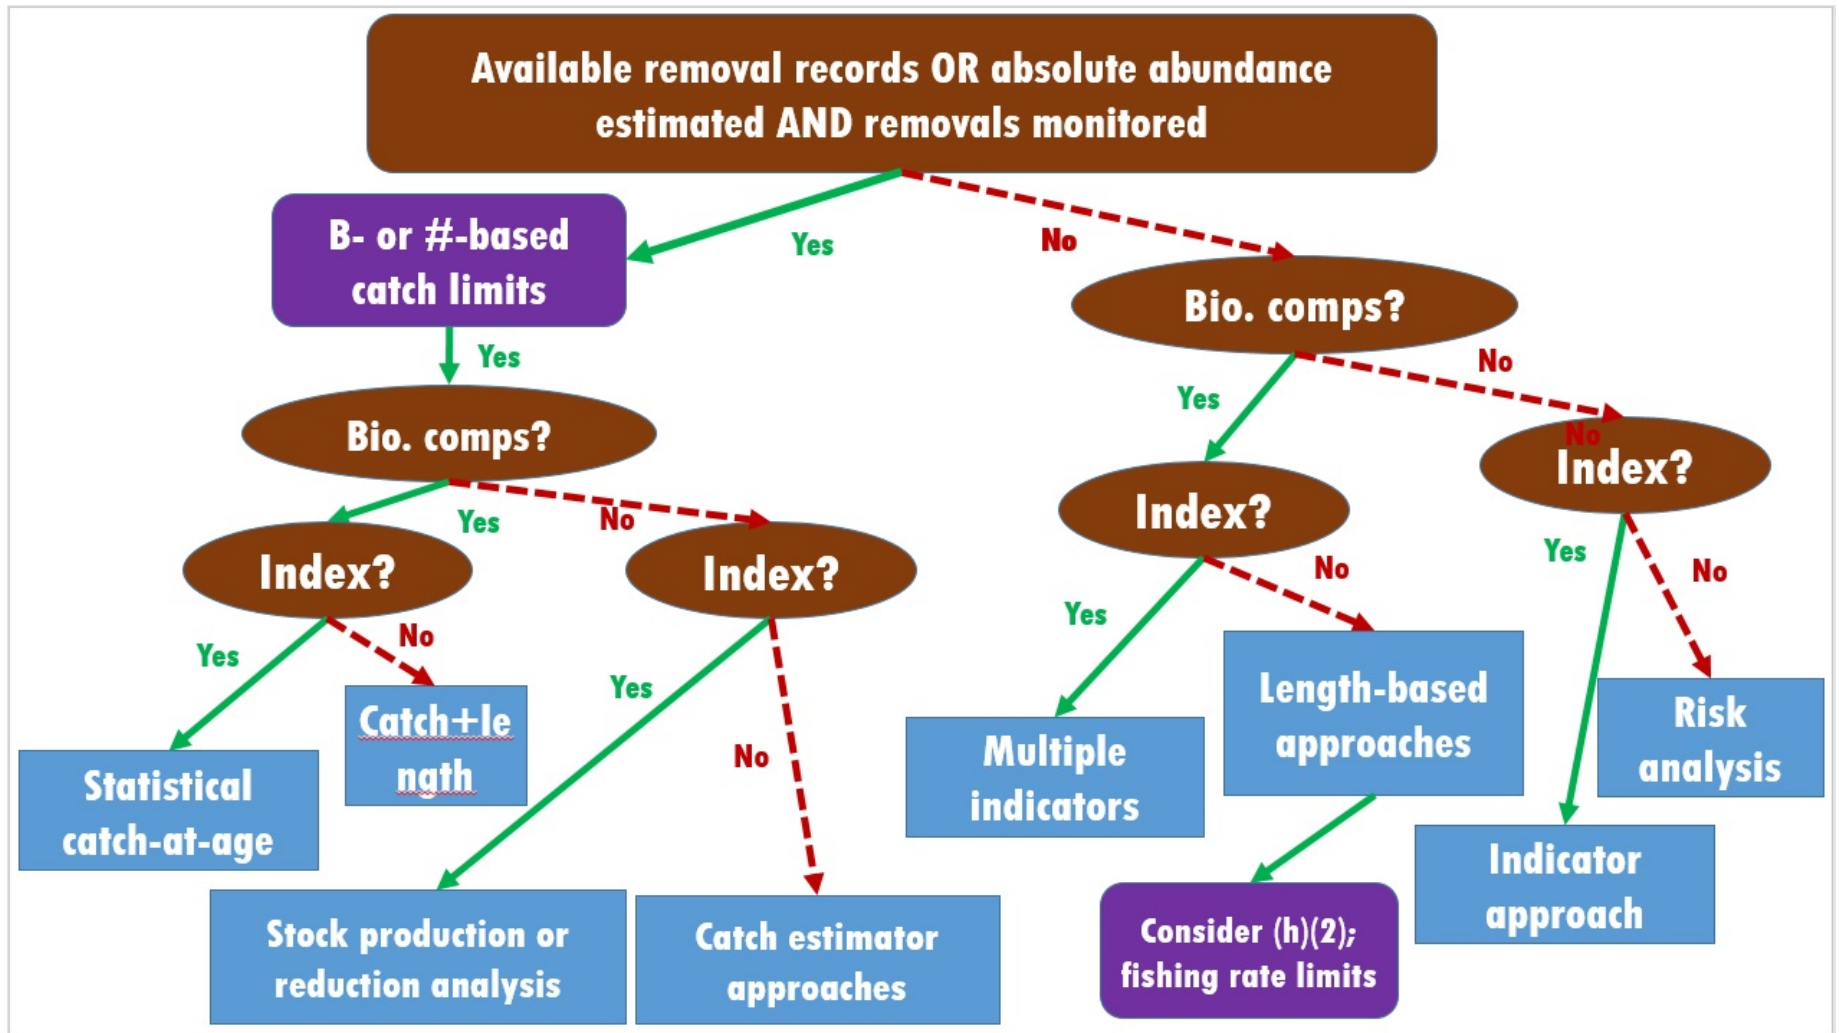 Available removal records OR absolute abundance
estimated AND removals monitored
B- or #-based
catch limits
Yes
No
Bio. comps?
Yes
No
Yes
No
Index?
Bio. comps?
Yes
No
Index?
Index?
Index?
Yes
No
Yes
No
Yes
No
Yes
No
Catch+le
ngth
Length-based
approaches
Risk
analysis
Statistical
catch-at-age
Multiple
indicators
Indicator
approach
Stock production or
reduction analysis
Catch estimator
approaches
Consider (h)(2);
fishing rate limits